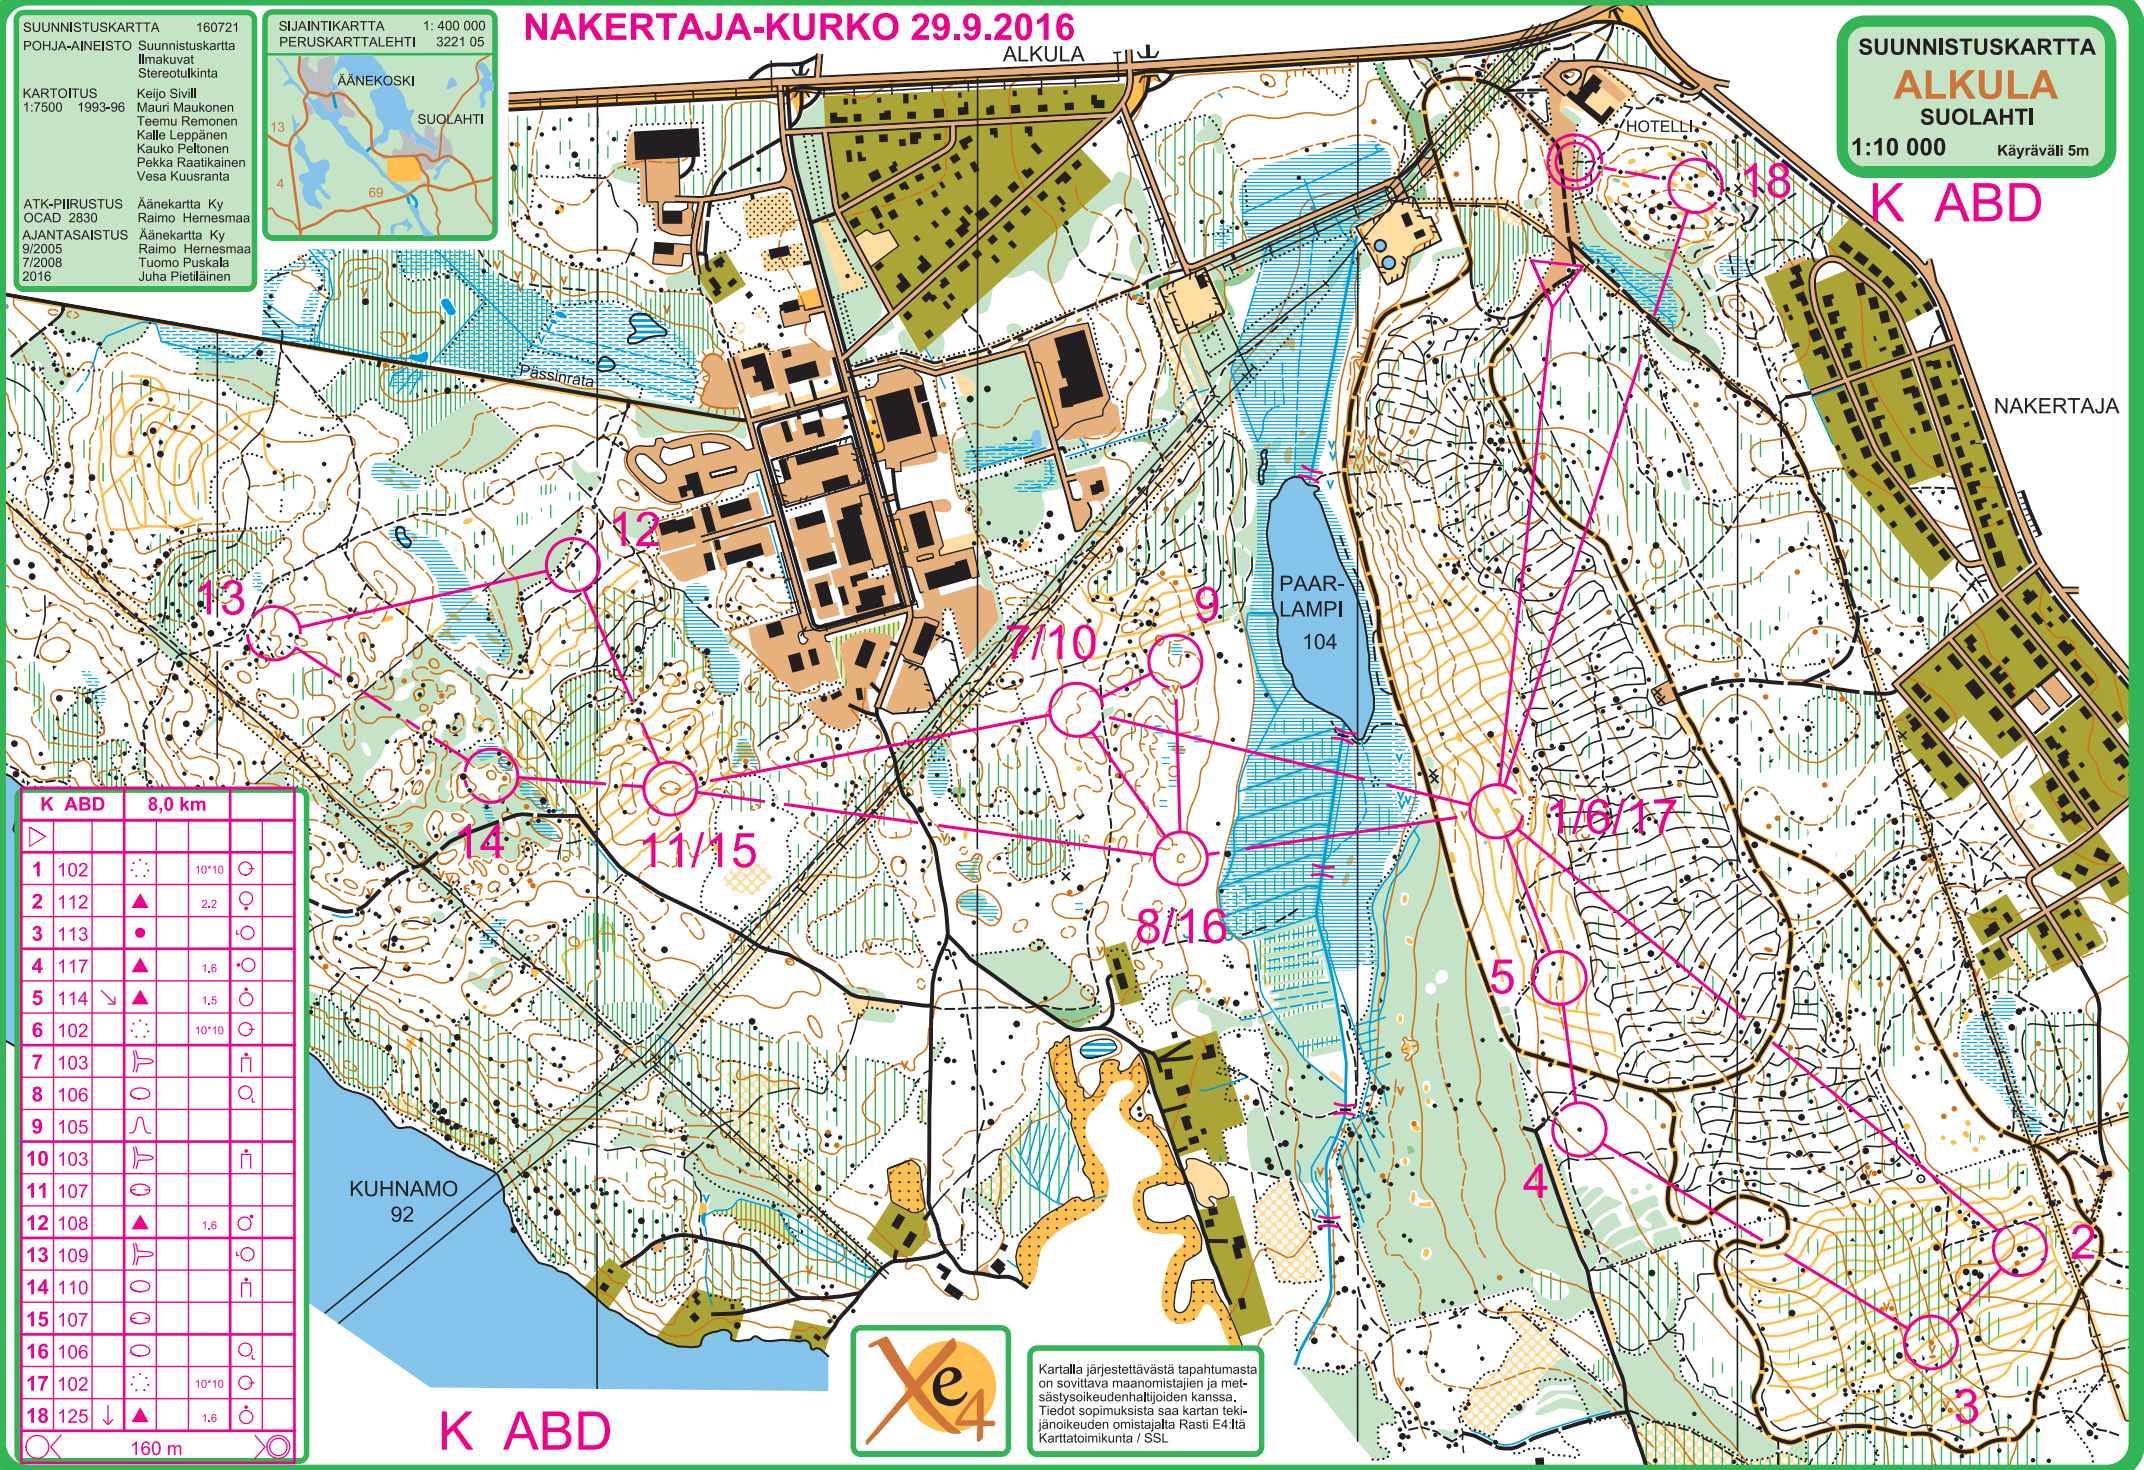 NAKERTAJA-KURKO 29.9.2016
SUUNNISTUSKARTTA 160721
POHJA-AINEISTO Suunnistuskartta
Ilmakuvat
Stereotulkinta
KARTOITUS Keijo Sivill
1:7500 1993-96 Mauri Maukonen
Teemu Remonen
Kalle Leppänen
Kauko Peltonen
Pekka Raatikainen
Vesa Kuusranta
ATK-PIIRUSTUS Äänekartta Ky
OCAD 2830 Raimo Hernesmaa
AJANTASAISTUS Äänekartta Ky
9/2005 Raimo Hernesmaa
7/2008 Tuomo Puskala
2016 Juha Pietiläinen
SIJAINTIKARTTA 1: 400 000
PERUSKARTTALEHTI 3221 05
ÄÄNEKOSKI
SUOLAHTI
13
4
69
SUUNNISTUSKARTTA
ALKULA
SUOLAHTI
1:10 000 Käyräväli 5m
K ABD
ALKULA
HOTELLI
18
Pässinrata
NAKERTAJA
12
13
9
7/10
PAAR-
LAMPI
104
1/6/17
14
11/15
8/16
5
4
2
3
KUHNAMO
92
K ABD 8,0 km
1 102 10*10
2 112 2.2
3 113
4 117 1.6
5 114 1.5
6 102 10*10
7 103
8 106
9 105
10 103
11 107
12 108 1.6
13 109
14 110
15 107
16 106
17 102 10*10
18 125 1.6
160 m
K ABD
Xe4
Kartalla järjestettävästä tapahtumasta
on sovittava maanomistajien ja met-
sästysoikeudenhaltijoiden kanssa.
Tiedot sopimuksista saa kartan teki-
jänoikeuden omistajalta Rasti E4:ltä
Karttatoimikunta / SSL